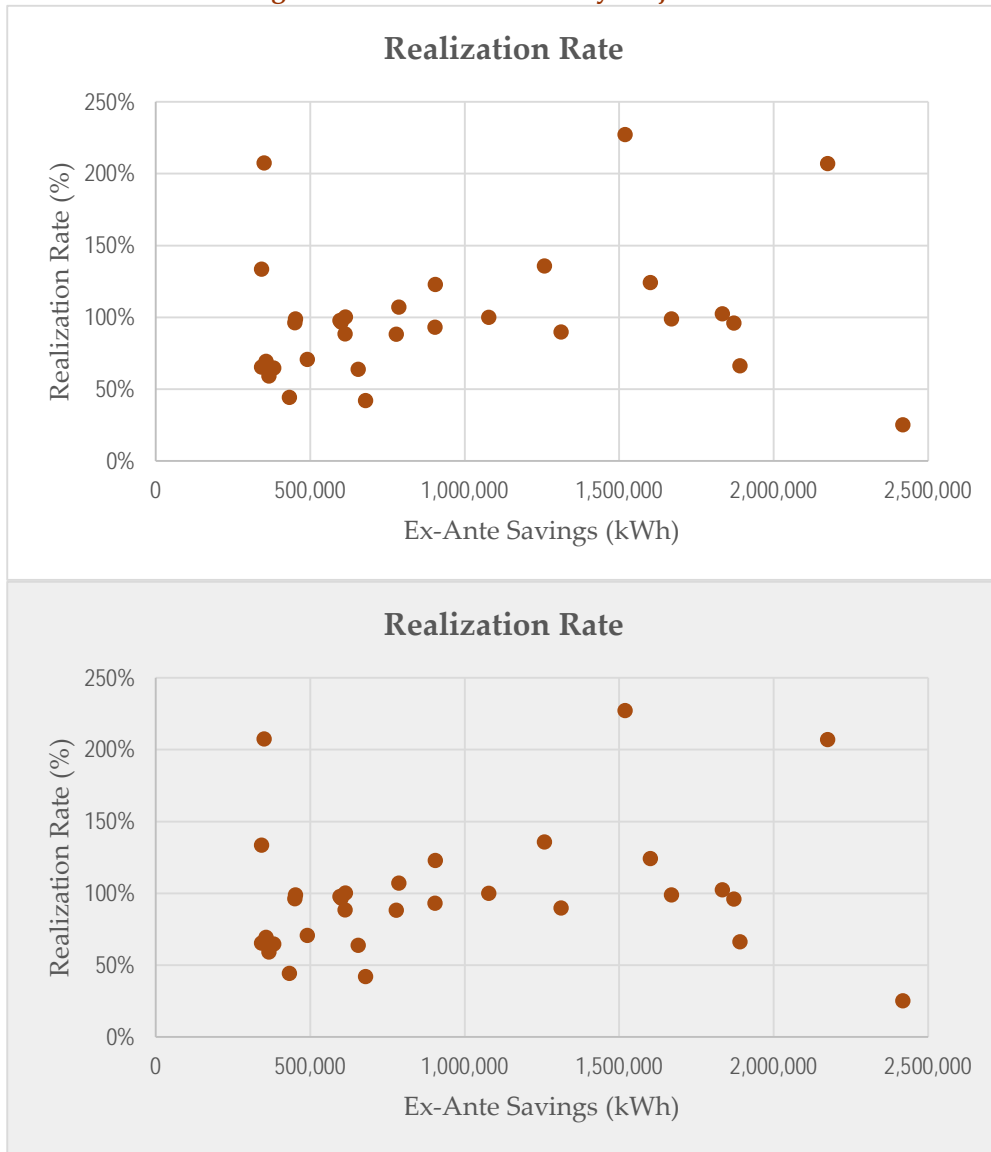 Realization Rate
250%
200%
150%
100%
50%
0%
Realization Rate (%)
0 500,000 1,000,000 1,500,000 2,000,000 2,500,000
Ex-Ante Savings (kWh)
Realization Rate
250%
200%
150%
100%
50%
0%
Realization Rate (%)
0 500,000 1,000,000 1,500,000 2,000,000 2,500,000
Ex-Ante Savings (kWh)